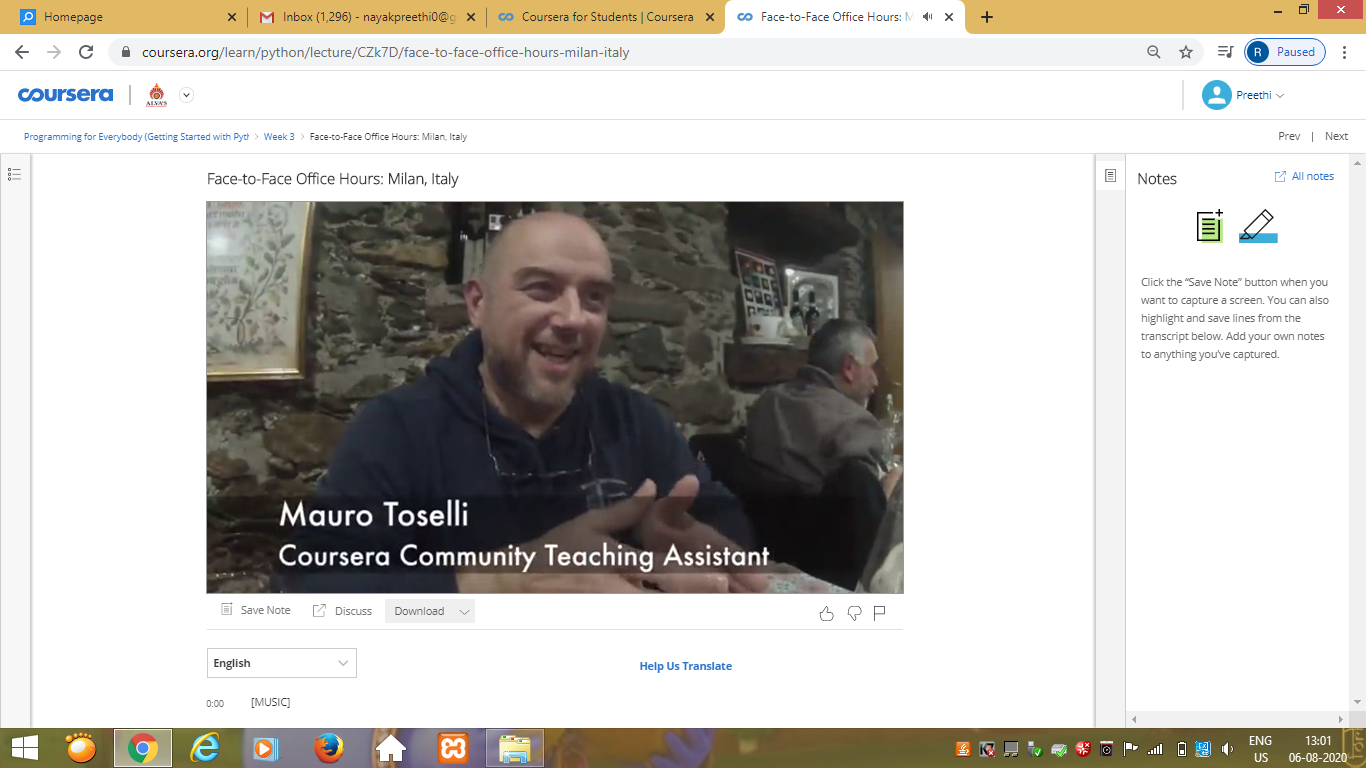 Homepage
Inbox (1,296) - nayakpreethi0@g
Coursera for Students | Coursera
Face-to-Face Office Hours: M
coursera.org/learn/python/lecture/CZk7D/face-to-face-office-hours-milan-italy
R
Paused
coursera
ALVA'S
Preethi
Programming for Everybody (Getting Started with Pyth
Week 3
Face-to-Face Office Hours: Milan, Italy
Prev | Next
Face-to-Face Office Hours: Milan, Italy
Mauro Toselli
Coursera Community Teaching Assistant
Save Note
Discuss
Download
English
Help Us Translate
0:00 [MUSIC]
Notes
All notes
Click the “Save Note” button when you
want to capture a screen. You can also
highlight and save lines from the
transcript below. Add your own notes
to anything you’ve captured.
ENG
US
13:01
06-08-2020